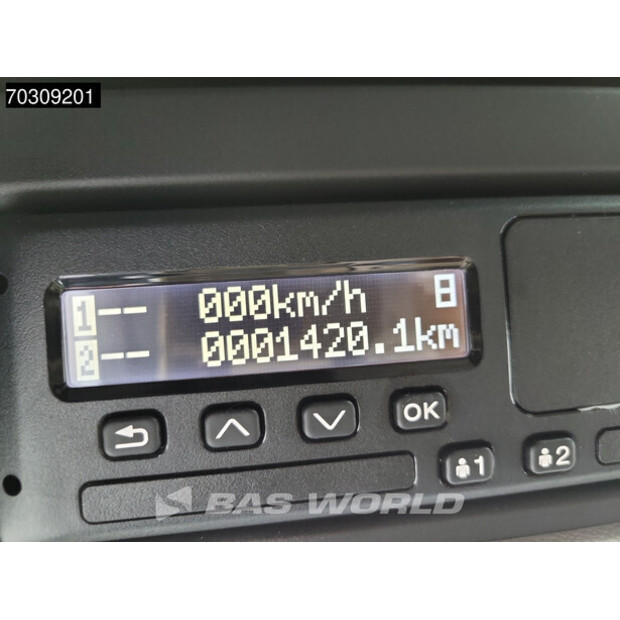 70309201
1 -- 000km/h 8
2 -- 0001420.1km
OK
1 2
BAS WORLD